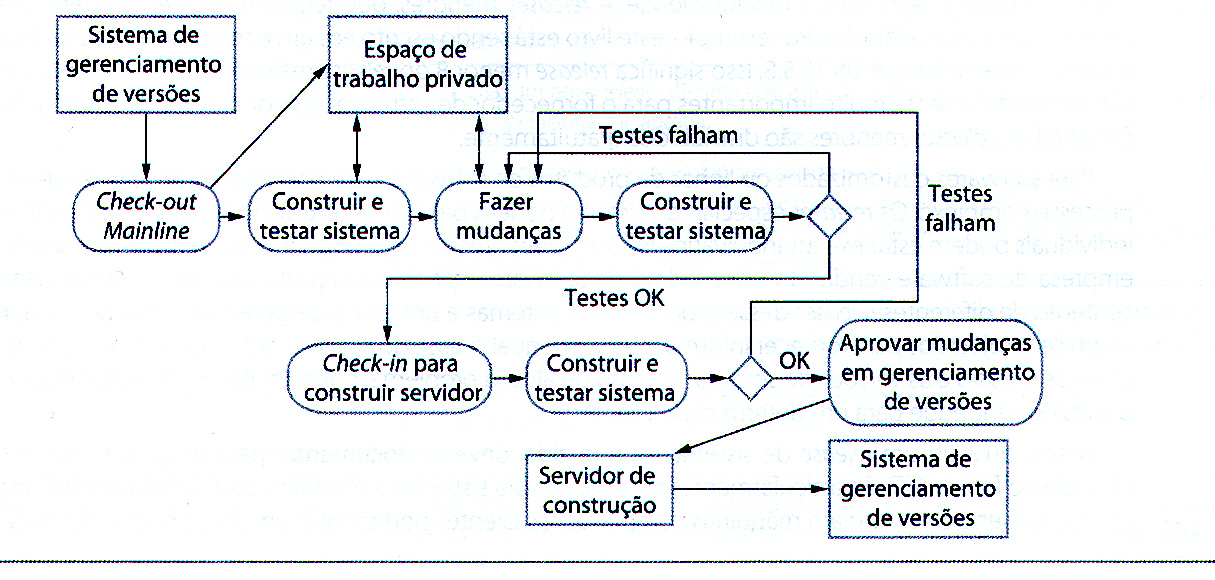 Sistema de
gerenciamento
de versões
Espaço de
trabalho privado
Testes falham
Check-out
Mainline
Construir e
testar sistema
Fazer
mudanças
Construir e
testar sistema
Testes
falham
Testes OK
Check-in para
construir servidor
Construir e
testar sistema
OK
Aprovar mudanças
em gerenciamento
de versões
Servidor de
construção
Sistema de
gerenciamento
de versões